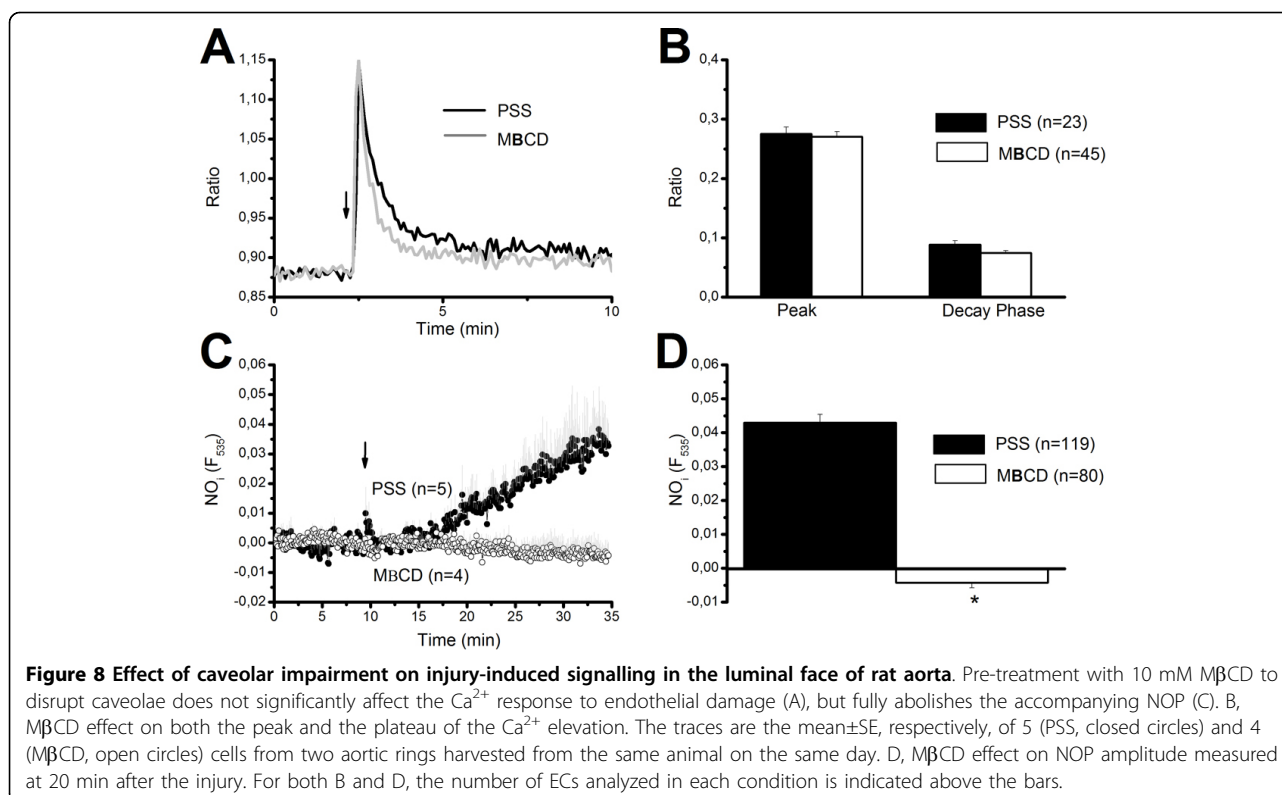 A
1,15
1,10
1,05
1,00
0,95
0,90
0,85
Ratio
PSS
MBCD
0
5
10
Time (min)
B
0,4
0,3
0,2
0,1
0,0
Ratio
PSS (n=23)
MBCD (n=45)
Peak
Decay Phase
C
0,06
0,05
0,04
0,03
0,02
0,01
0,00
-0,01
-0,02
NOi (F535)
PSS (n=5)
MBCD (n=4)
0
5
10
15
20
25
30
35
Time (min)
D
0,06
0,05
0,04
0,03
0,02
0,01
0,00
-0,01
NOi (F535)
PSS (n=119)
MBCD (n=80)
*
Figure 8 Effect of caveolar impairment on injury-induced signalling in the luminal face of rat aorta. Pre-treatment with 10 mM MβCD to
disrupt caveolae does not significantly affect the Ca2+ response to endothelial damage (A), but fully abolishes the accompanying NOP (C). B,
MβCD effect on both the peak and the plateau of the Ca2+ elevation. The traces are the mean±SE, respectively, of 5 (PSS, closed circles) and 4
(MβCD, open circles) cells from two aortic rings harvested from the same animal on the same day. D, MβCD effect on NOP amplitude measured
at 20 min after the injury. For both B and D, the number of ECs analyzed in each condition is indicated above the bars.